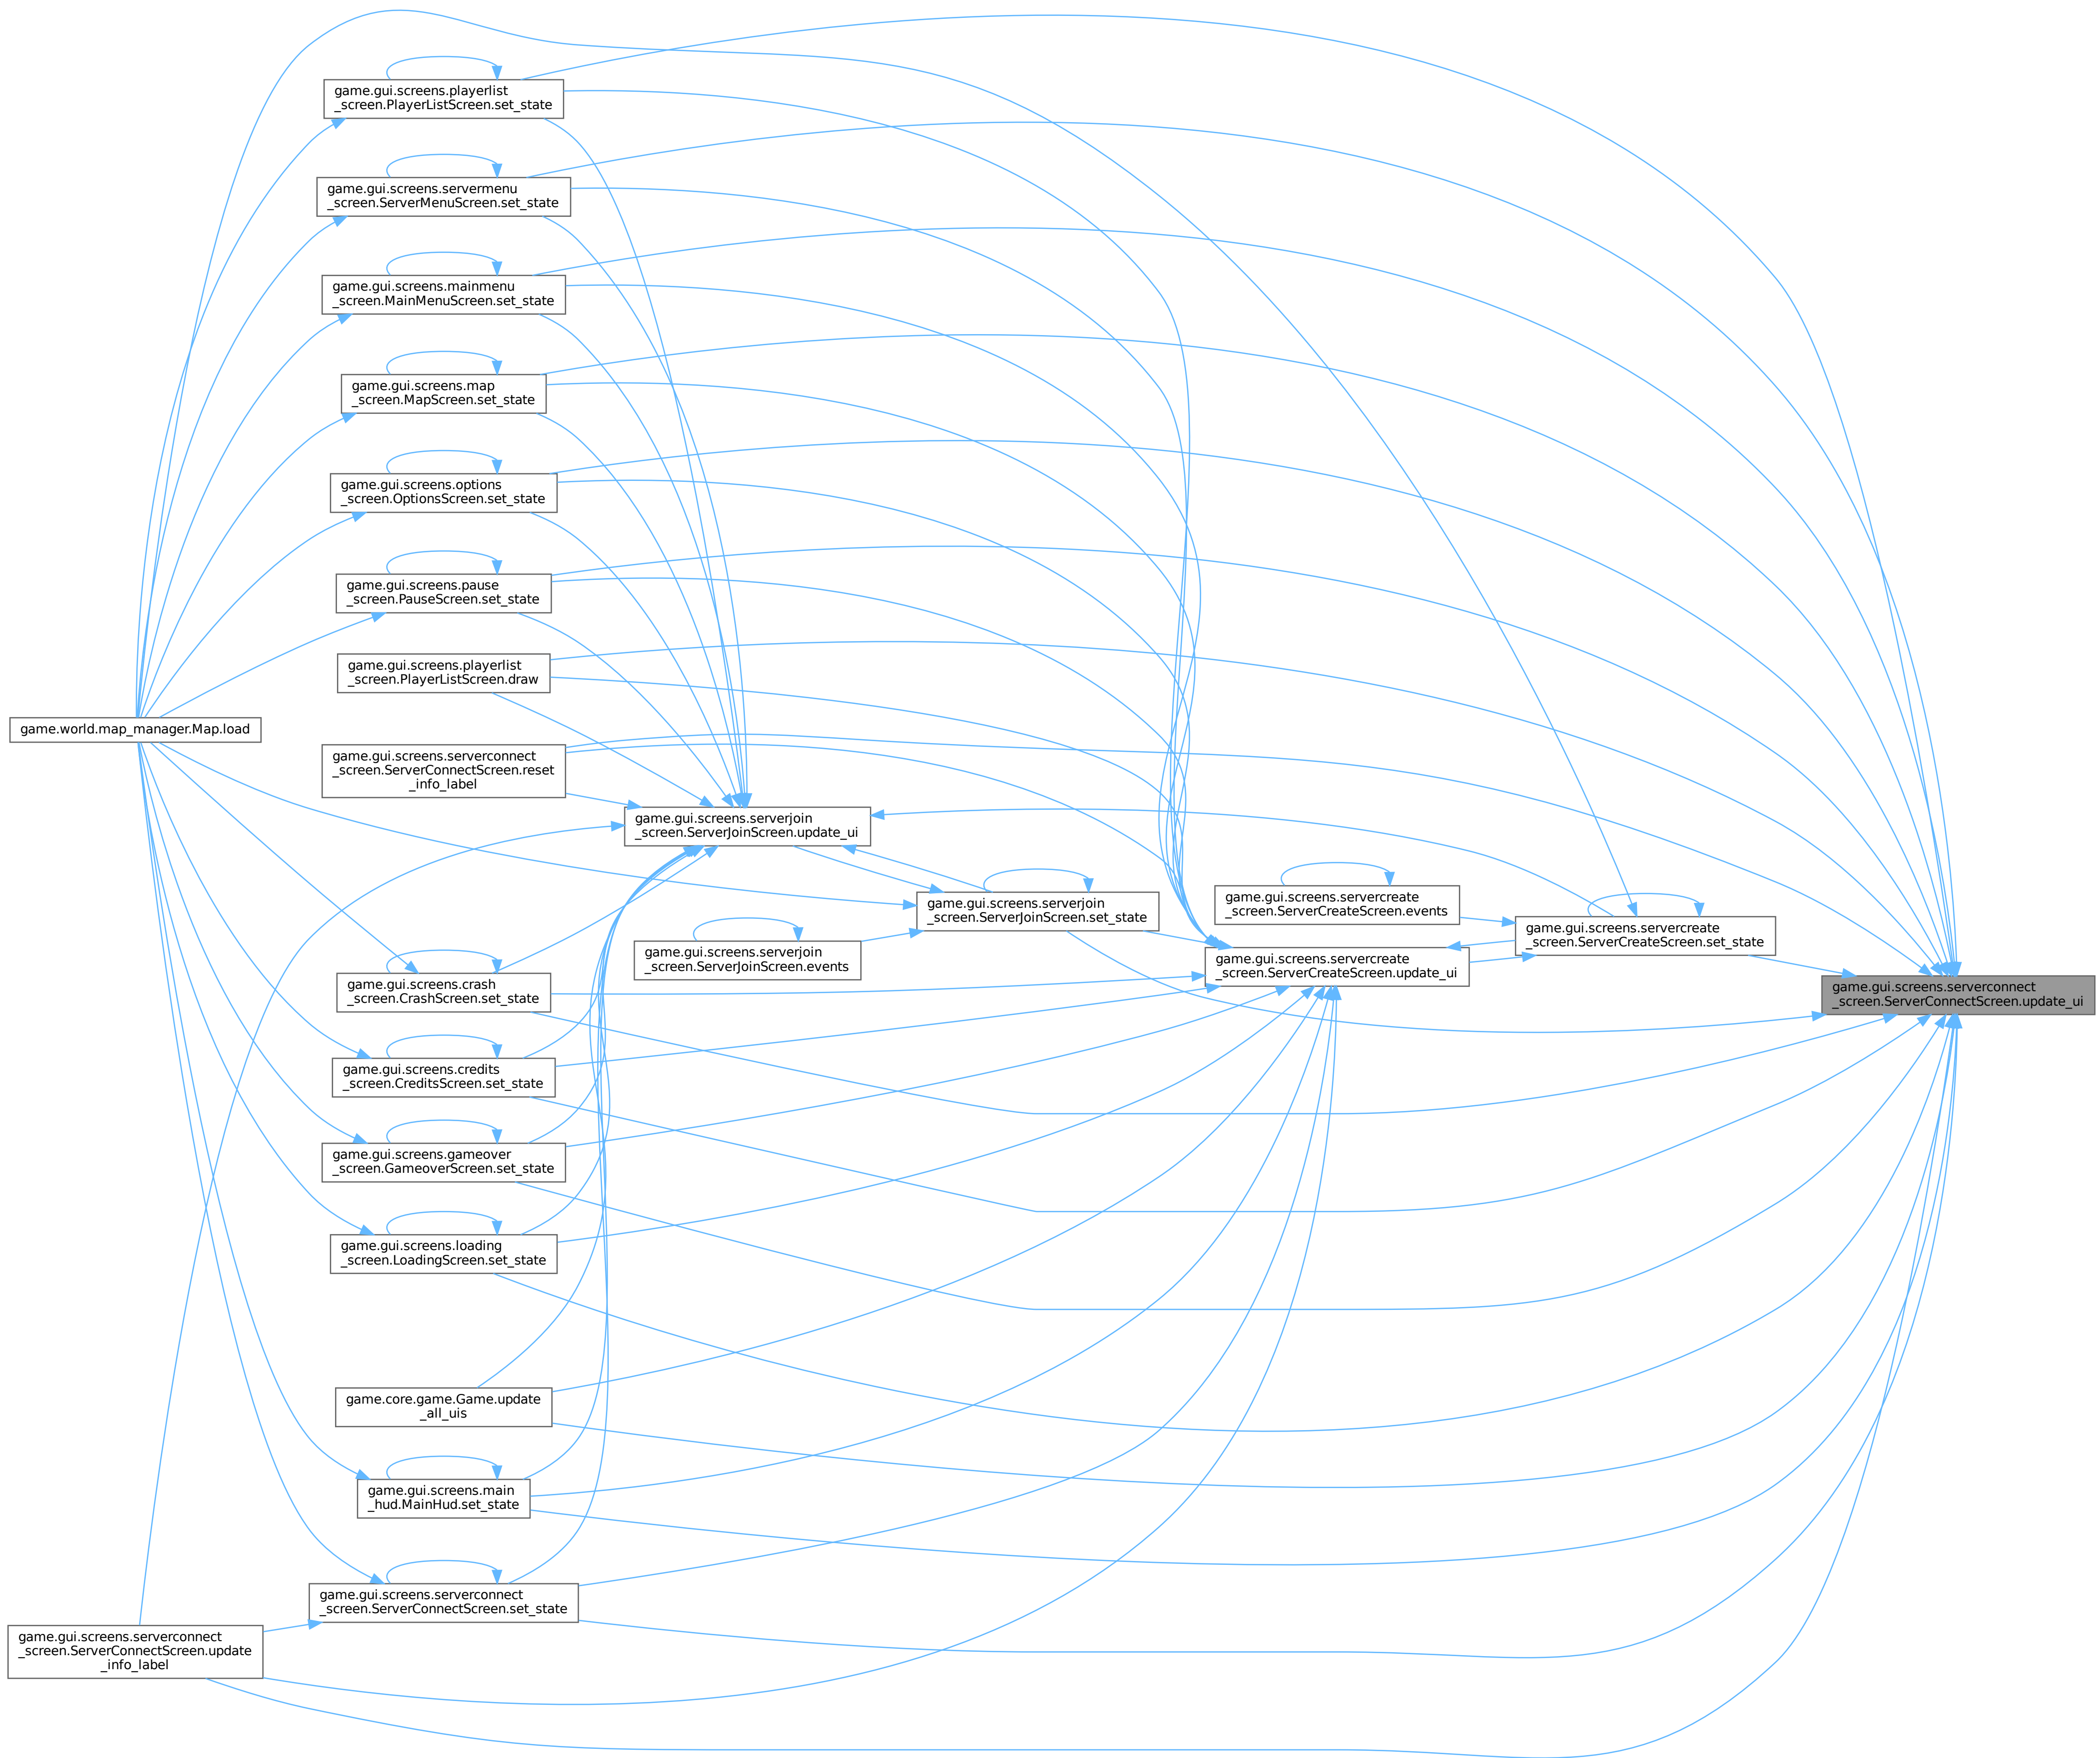 game.gui.screens.playerlist
_screen.PlayerListScreen.set_state
game.gui.screens.servermenu
_screen.ServerMenuScreen.set_state
game.gui.screens.mainmenu
_screen.MainMenuScreen.set_state
game.gui.screens.map
_screen.MapScreen.set_state
game.gui.screens.options
_screen.OptionsScreen.set_state
game.gui.screens.pause
_screen.PauseScreen.set_state
game.gui.screens.playerlist
_screen.PlayerListScreen.draw
game.world.map_manager.Map.load
game.gui.screens.serverconnect
_screen.ServerConnectScreen.reset
_info_label
game.gui.screens.serverjoin
_screen.ServerJoinScreen.update_ui
game.gui.screens.serverjoin
_screen.ServerJoinScreen.set_state
game.gui.screens.servercreate
_screen.ServerCreateScreen.events
game.gui.screens.servercreate
_screen.ServerCreateScreen.set_state
game.gui.screens.serverjoin
_screen.ServerJoinScreen.events
game.gui.screens.servercreate
_screen.ServerCreateScreen.update_ui
game.gui.screens.serverconnect
_screen.ServerConnectScreen.update_ui
game.gui.screens.crash
_screen.CrashScreen.set_state
game.gui.screens.credits
_screen.CreditsScreen.set_state
game.gui.screens.gameover
_screen.GameoverScreen.set_state
game.gui.screens.loading
_screen.LoadingScreen.set_state
game.core.game.Game.update
_all_uis
game.gui.screens.main
_hud.MainHud.set_state
game.gui.screens.serverconnect
_screen.ServerConnectScreen.set_state
game.gui.screens.serverconnect
_screen.ServerConnectScreen.update
_info_label